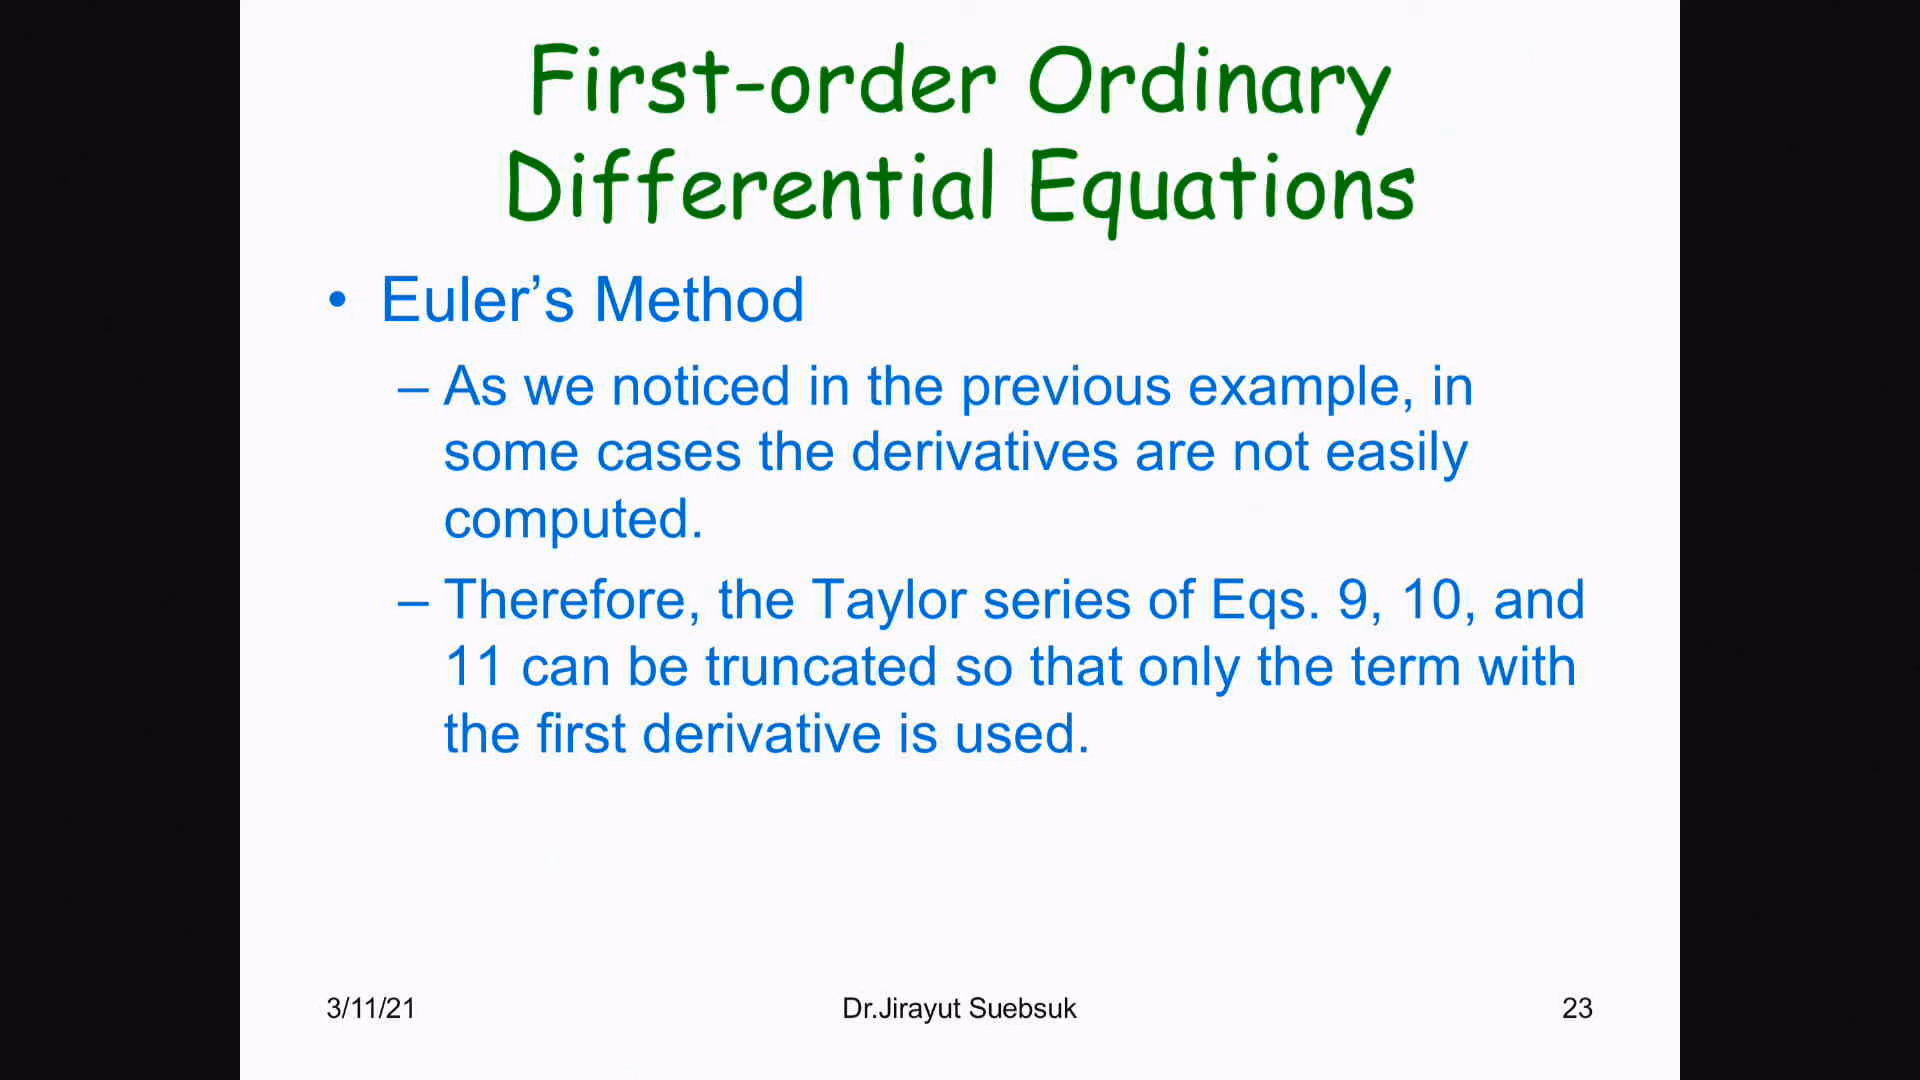 First-order Ordinary
Differential Equations
• Euler’s Method
– As we noticed in the previous example, in
some cases the derivatives are not easily
computed.
– Therefore, the Taylor series of Eqs. 9, 10, and
11 can be truncated so that only the term with
the first derivative is used.
3/11/21 Dr.Jirayut Suebsuk 23